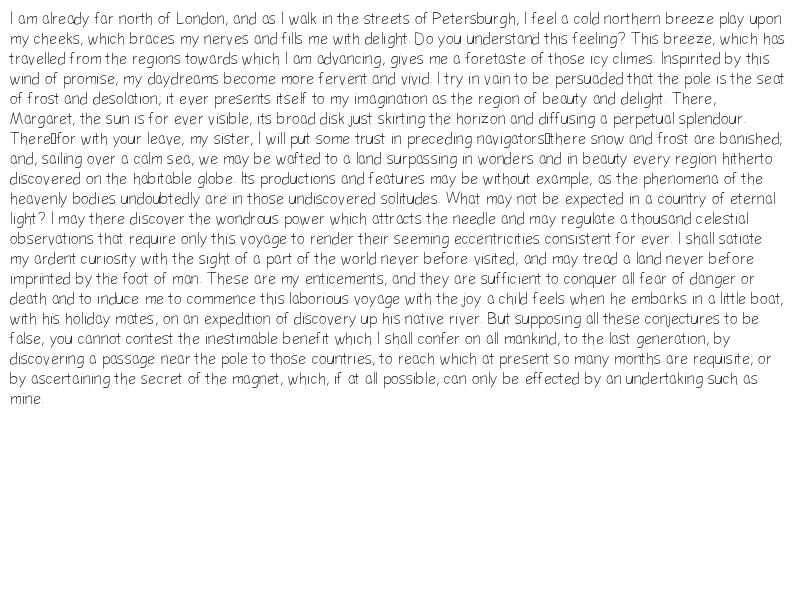 I am already far north of London, and as I walk in the streets of Petersburgh, I feel a cold northern breeze play upon
my cheeks, which braces my nerves and fills me with delight. Do you understand this feeling? This breeze, which has
travelled from the regions towards which I am advancing, gives me a foretaste of those icy climes. Inspirited by this
wind of promise, my daydreams become more fervent and vivid. I try in vain to be persuaded that the pole is the seat
of frost and desolation; it ever presents itself to my imagination as the region of beauty and delight. There,
Margaret, the sun is for ever visible, its broad disk just skirting the horizon and diffusing a perpetual splendour.
There▯for with your leave, my sister, I will put some trust in preceding navigators▯there snow and frost are banished;
and, sailing over a calm sea, we may be wafted to a land surpassing in wonders and in beauty every region hitherto
discovered on the habitable globe. Its productions and features may be without example, as the phenomena of the
heavenly bodies undoubtedly are in those undiscovered solitudes. What may not be expected in a country of eternal
light? I may there discover the wondrous power which attracts the needle and may regulate a thousand celestial
observations that require only this voyage to render their seeming eccentricities consistent for ever. I shall satiate
my ardent curiosity with the sight of a part of the world never before visited, and may tread a land never before
imprinted by the foot of man. These are my enticements, and they are sufficient to conquer all fear of danger or
death and to induce me to commence this laborious voyage with the joy a child feels when he embarks in a little boat,
with his holiday mates, on an expedition of discovery up his native river. But supposing all these conjectures to be
false, you cannot contest the inestimable benefit which I shall confer on all mankind, to the last generation, by
discovering a passage near the pole to those countries, to reach which at present so many months are requisite; or
by ascertaining the secret of the magnet, which, if at all possible, can only be effected by an undertaking such as
mine.